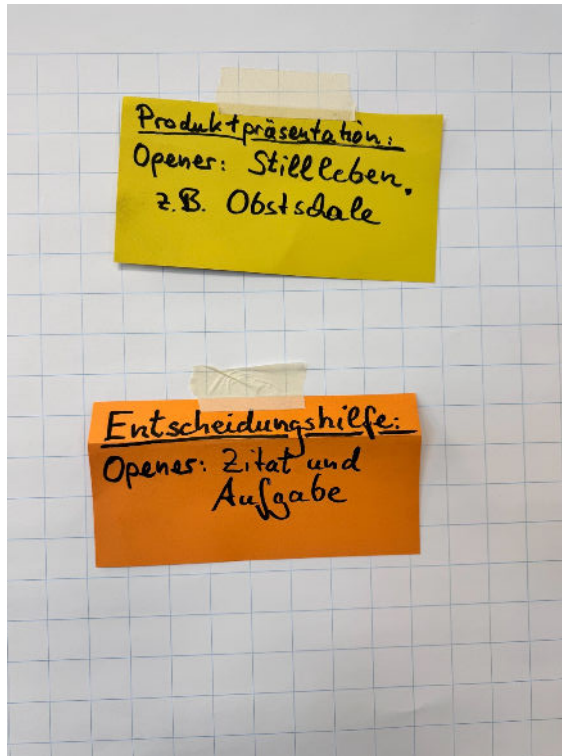 Produktpräsentation:
Opener: Stillleben,
z.B. Obstschale
Entscheidungshilfe:
Opener: Zitat und
Aufgabe